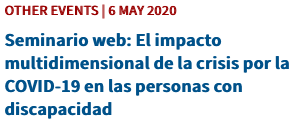 OTHER EVENTS | 6 MAY 2020
Seminario web: El impacto
multidimensional de la crisis por la
COVID-19 en las personas con
discapacidad